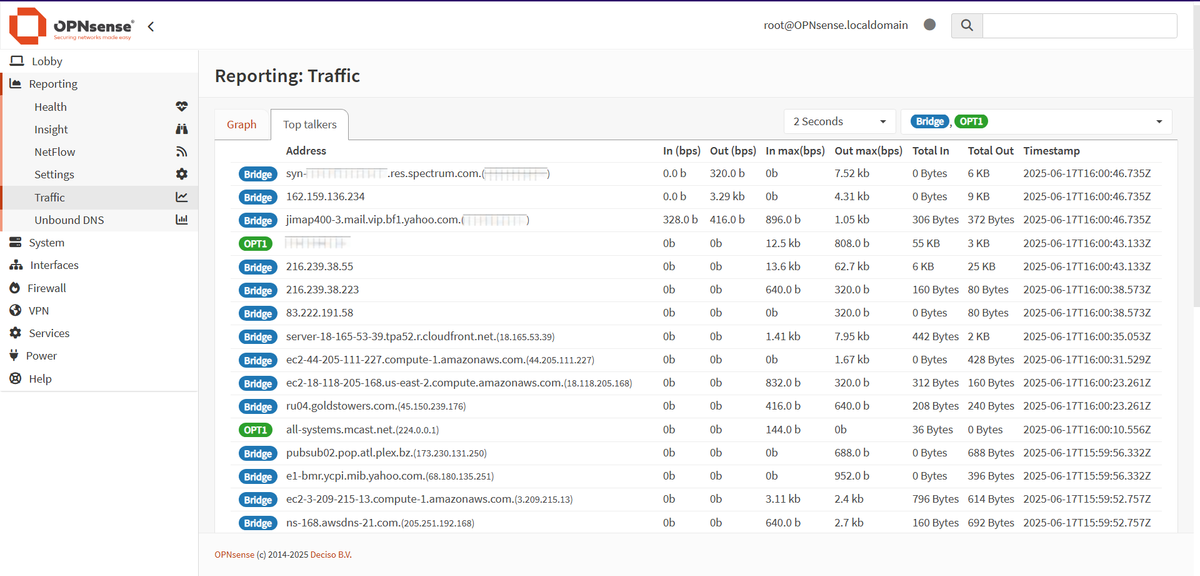 OPNsense®
Securing networks made easy
root@OPNsense.localdomain
Lobby
Reporting
Health
Insight
NetFlow
Settings
Traffic
Unbound DNS
System
Interfaces
Firewall
VPN
Services
Power
Help
Reporting: Traffic
Graph Top talkers 2 Seconds Bridge, OPT1
Address In (bps) Out (bps) In max(bps) Out max(bps) Total In Total Out Timestamp
Bridge syn- .res.spectrum.com.( ) 0.0 b 320.0 b 0b 7.52 kb 0 Bytes 6 KB 2025-06-17T16:00:46.735Z
Bridge 162.159.136.234 0.0 b 3.29 kb 0b 4.31 kb 0 Bytes 9 KB 2025-06-17T16:00:46.735Z
Bridge jimap400-3.mail.vip.bf1.yahoo.com.( ) 328.0 b 416.0 b 896.0 b 1.05 kb 306 Bytes 372 Bytes 2025-06-17T16:00:46.735Z
OPT1 0b 0b 12.5 kb 808.0 b 55 KB 3 KB 2025-06-17T16:00:43.133Z
Bridge 216.239.38.55 0b 0b 13.6 kb 62.7 kb 6 KB 25 KB 2025-06-17T16:00:43.133Z
Bridge 216.239.38.223 0b 0b 640.0 b 320.0 b 160 Bytes 80 Bytes 2025-06-17T16:00:38.573Z
Bridge 83.222.191.58 0b 0b 0b 320.0 b 0 Bytes 80 Bytes 2025-06-17T16:00:38.573Z
Bridge server-18-165-53-39.tpa52.r.cloudfront.net.(18.165.53.39) 0b 0b 1.41 kb 7.95 kb 442 Bytes 2 KB 2025-06-17T16:00:35.053Z
Bridge ec2-44-205-111-227.compute-1.amazonaws.com.(44.205.111.227) 0b 0b 0b 1.67 kb 0 Bytes 428 Bytes 2025-06-17T16:00:31.529Z
Bridge ec2-18-118-205-168.us-east-2.compute.amazonaws.com.(18.118.205.168) 0b 0b 832.0 b 320.0 b 312 Bytes 160 Bytes 2025-06-17T16:00:23.261Z
Bridge ru04.goldstowers.com.(45.150.239.176) 0b 0b 416.0 b 640.0 b 208 Bytes 240 Bytes 2025-06-17T16:00:23.261Z
OPT1 all-systems.mcast.net.(224.0.0.1) 0b 0b 144.0 b 0b 36 Bytes 0 Bytes 2025-06-17T16:00:10.556Z
Bridge pubsub02.pop.atl.plex.bz.(173.230.131.250) 0b 0b 0b 688.0 b 0 Bytes 688 Bytes 2025-06-17T15:59:56.332Z
Bridge e1-bmr.ycpi.mib.yahoo.com.(68.180.135.251) 0b 0b 0b 952.0 b 0 Bytes 396 Bytes 2025-06-17T15:59:56.332Z
Bridge ec2-3-209-215-13.compute-1.amazonaws.com.(3.209.215.13) 0b 0b 3.11 kb 2.4 kb 796 Bytes 614 Bytes 2025-06-17T15:59:52.757Z
Bridge ns-168.awsdns-21.com.(205.251.192.168) 0b 0b 640.0 b 2.7 kb 160 Bytes 692 Bytes 2025-06-17T15:59:52.757Z
OPNsense (c) 2014-2025 Deciso B.V.